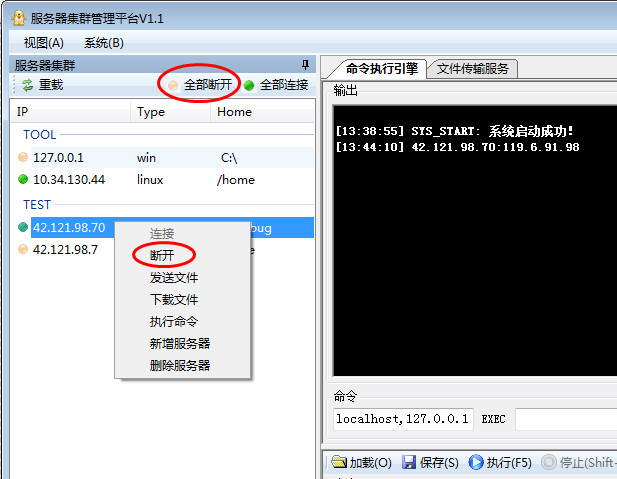 服务器集群管理平台V1.1
视图(A) 系统(B)
服务器集群
重载 全部断开 全部连接
IP Type Home
TOOL
127.0.0.1 win C:\
10.34.130.44 linux /home
TEST
42.121.98.70 bug
42.121.98.7 e
连接
断开
发送文件
下载文件
执行命令
新增服务器
删除服务器
命令执行引擎 文件传输服务
输出
[13:38:55] SYS_START: 系统启动成功!
[13:44:10] 42.121.98.70:119.6.91.98
命令
localhost,127.0.0.1 EXEC
加载(O) 保存(S) 执行(F5) 停止(Shift-